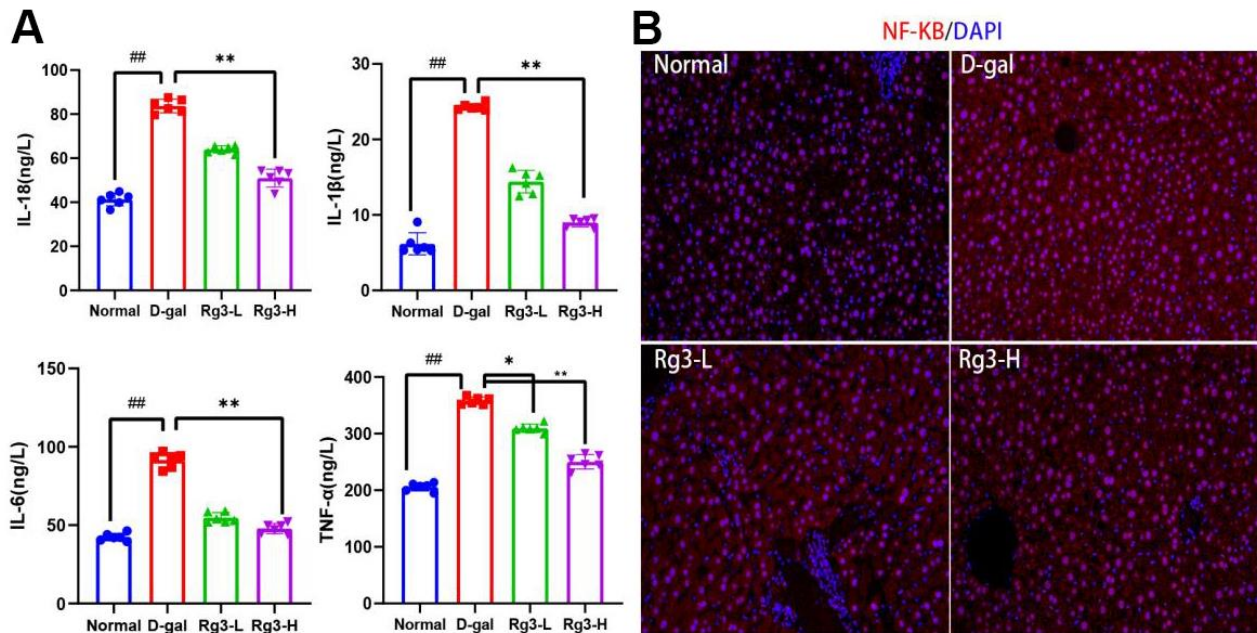 A
##
**
IL-18(ng/L)
100
80
60
40
20
0
Normal D-gal Rg3-L Rg3-H
##
**
IL-1β(ng/L)
30
20
10
0
Normal D-gal Rg3-L Rg3-H
##
**
IL-6(ng/L)
150
100
50
0
Normal D-gal Rg3-L Rg3-H
##
*
**
TNF-α(ng/L)
400
300
200
100
0
Normal D-gal Rg3-L Rg3-H
B
NF-KB/DAPI
Normal
D-gal
Rg3-L
Rg3-H